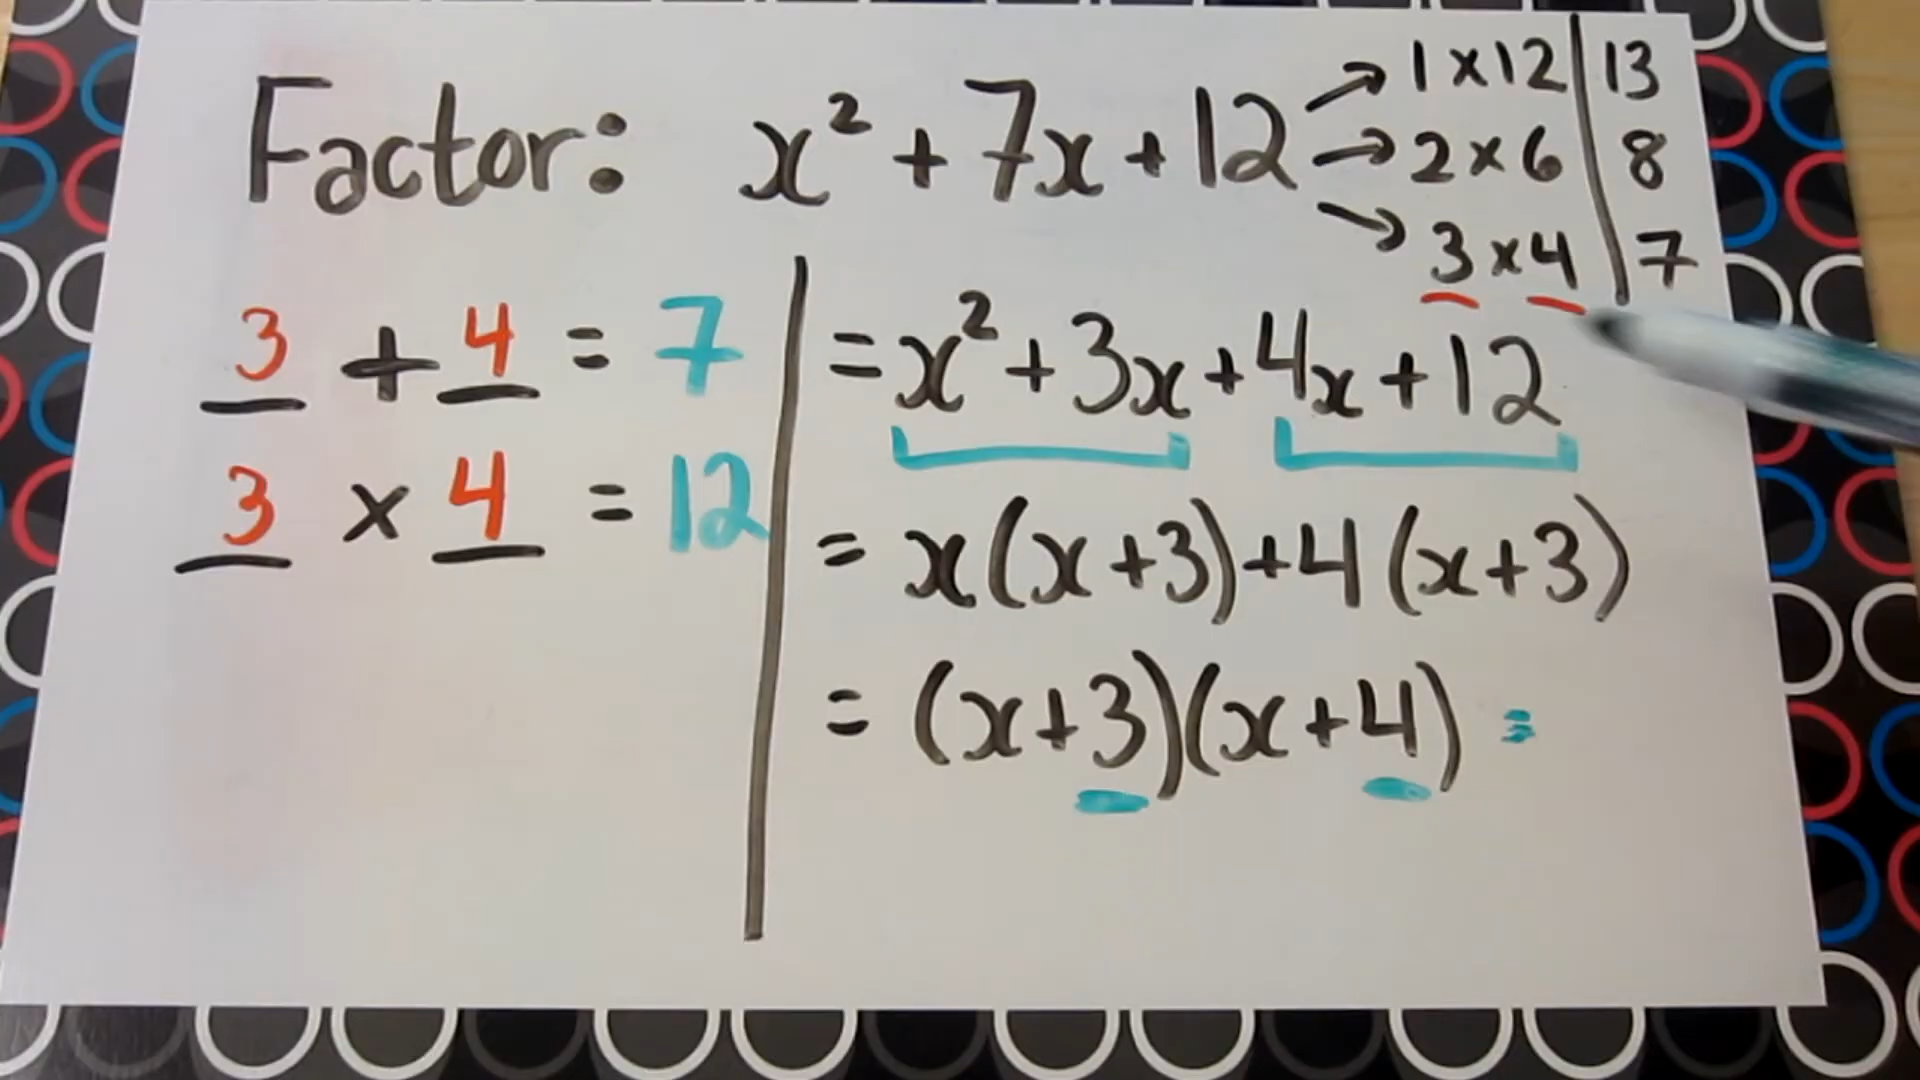 Factor: x² + 7x + 12 → 1 x 12 | 13
→ 2 x 6 | 8
→ 3 x 4 | 7
3 + 4 = 7
3 x 4 = 12
= x² + 3x + 4x + 12
= x(x+3) + 4(x+3)
= (x+3)(x+4) =